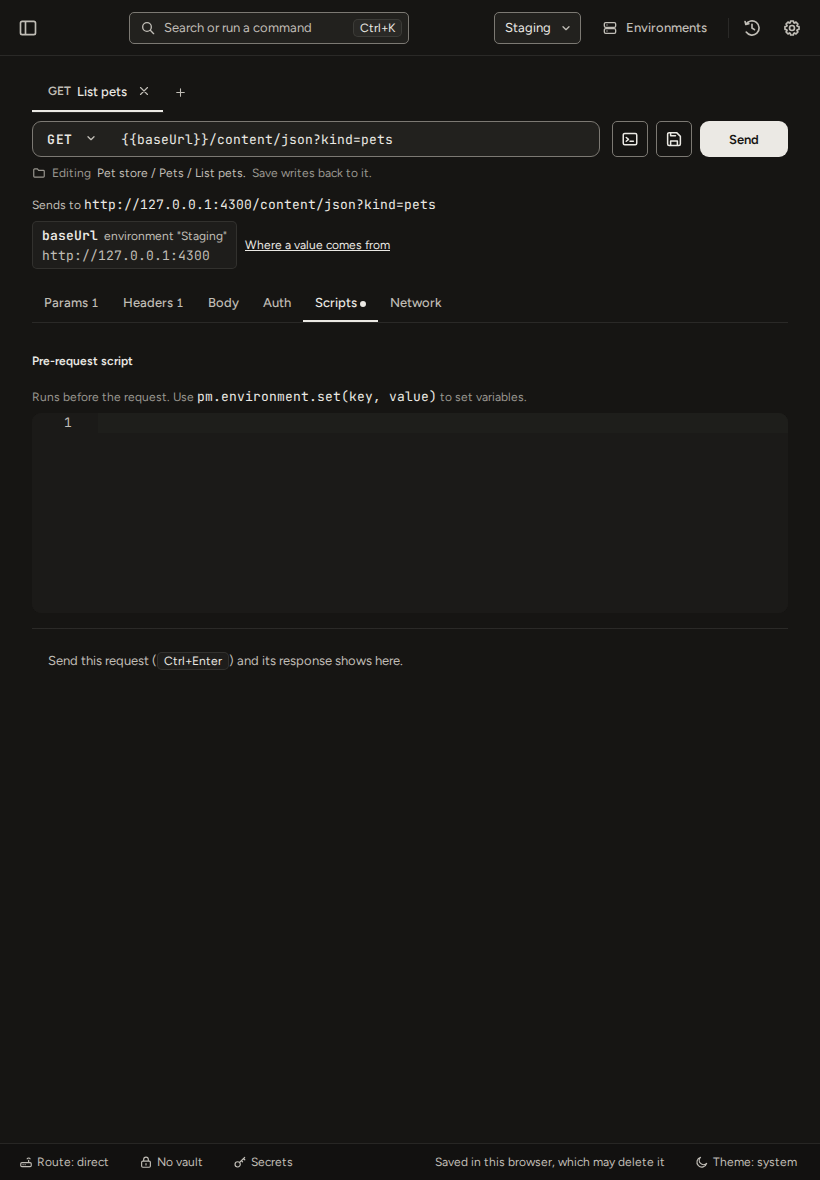 Search or run a command Ctrl+K Staging Environments
GET List pets
GET {{baseUrl}}/content/json?kind=pets Send
Editing Pet store / Pets / List pets. Save writes back to it.
Sends to http://127.0.0.1:4300/content/json?kind=pets
baseUrl environment "Staging"
http://127.0.0.1:4300
Where a value comes from
Params 1 Headers 1 Body Auth Scripts Network
Pre-request script
Runs before the request. Use pm.environment.set(key, value) to set variables.
1
Send this request (Ctrl+Enter) and its response shows here.
Route: direct No vault Secrets Saved in this browser, which may delete it Theme: system